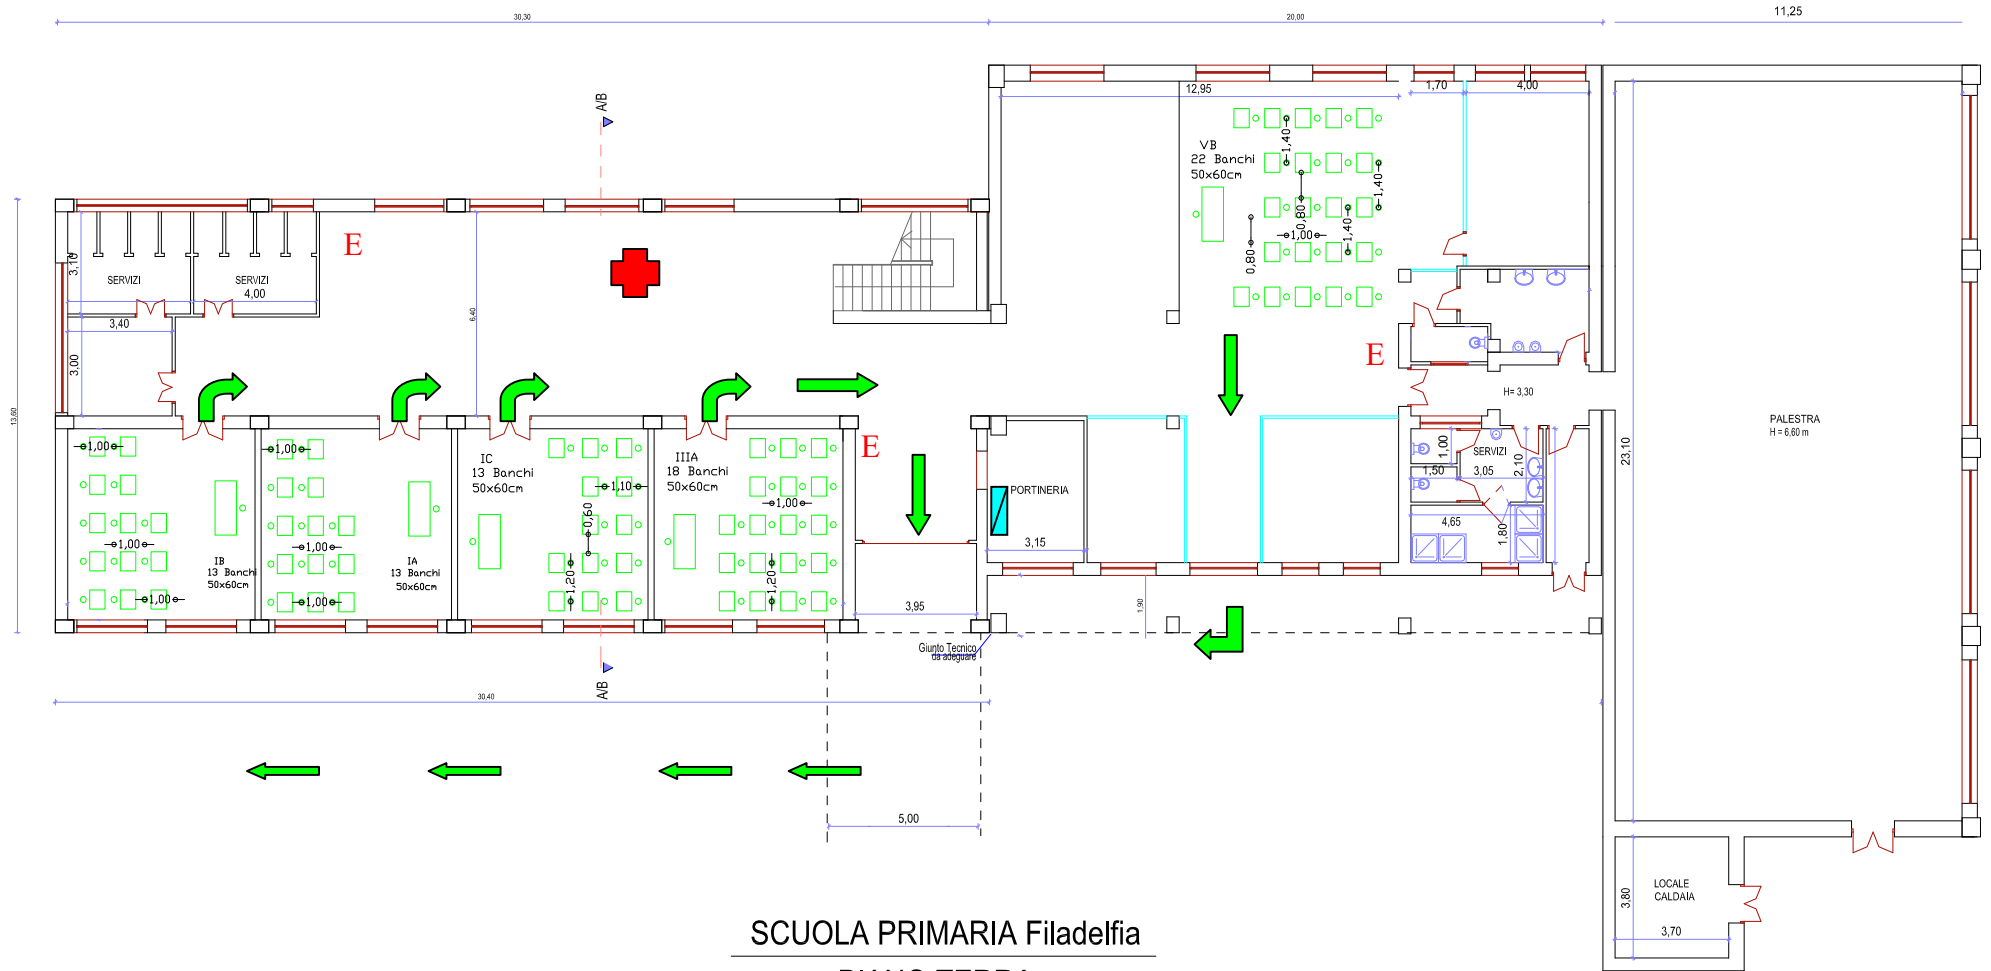 30,30
20,00
11,25
A/B
12,95
1,70
4,00
VB
22 Banchi
50x60cm
1,40
1,40
0,80
1,00
1,40
0,80
E
3,10
SERVIZI
SERVIZI
4,00
3,40
3,00
6,40
13,60
E
H= 3,30
PALESTRA
H = 6,60 m
23,10
1,00
1,00
E
IC
13 Banchi
50x60cm
IIIA
18 Banchi
50x60cm
1,10
1,00
0,60
1,20
1,20
PORTINERIA
3,15
1,00
SERVIZI
1,50
3,05
2,10
4,65
1,80
1,00
1,00
IB
13 Banchi
50x60cm
IA
13 Banchi
50x60cm
1,00
1,00
3,95
1,90
Giunto Tecnico
da adeguare
A/B
30,40
5,00
LOCALE
CALDAIA
3,80
3,70
SCUOLA PRIMARIA Filadelfia
PIANO TERRA